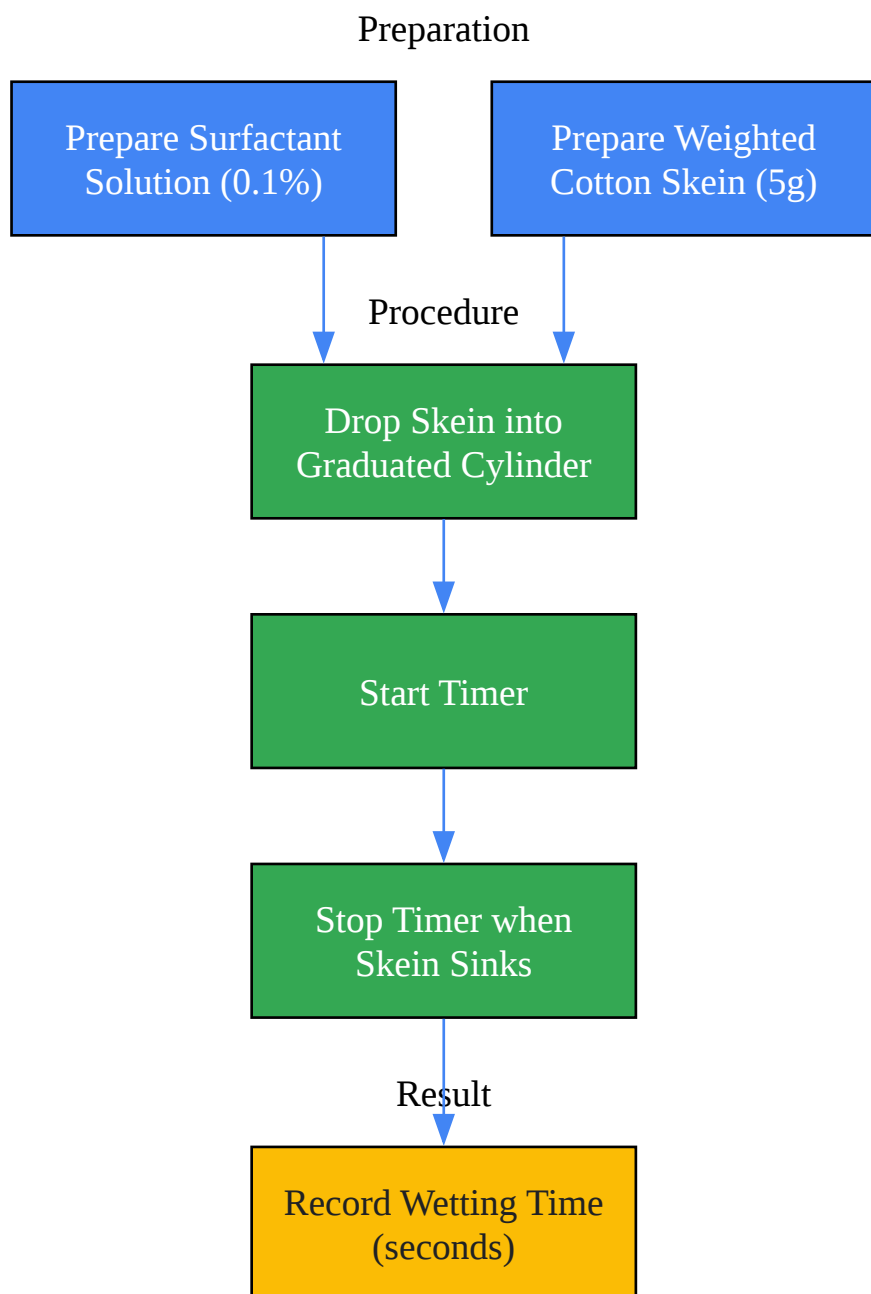 Preparation
Prepare Surfactant
Solution (0.1%)
Prepare Weighted
Cotton Skein (5g)
Procedure
Drop Skein into
Graduated Cylinder
Start Timer
Stop Timer when
Skein Sinks
Result
Record Wetting Time
(seconds)